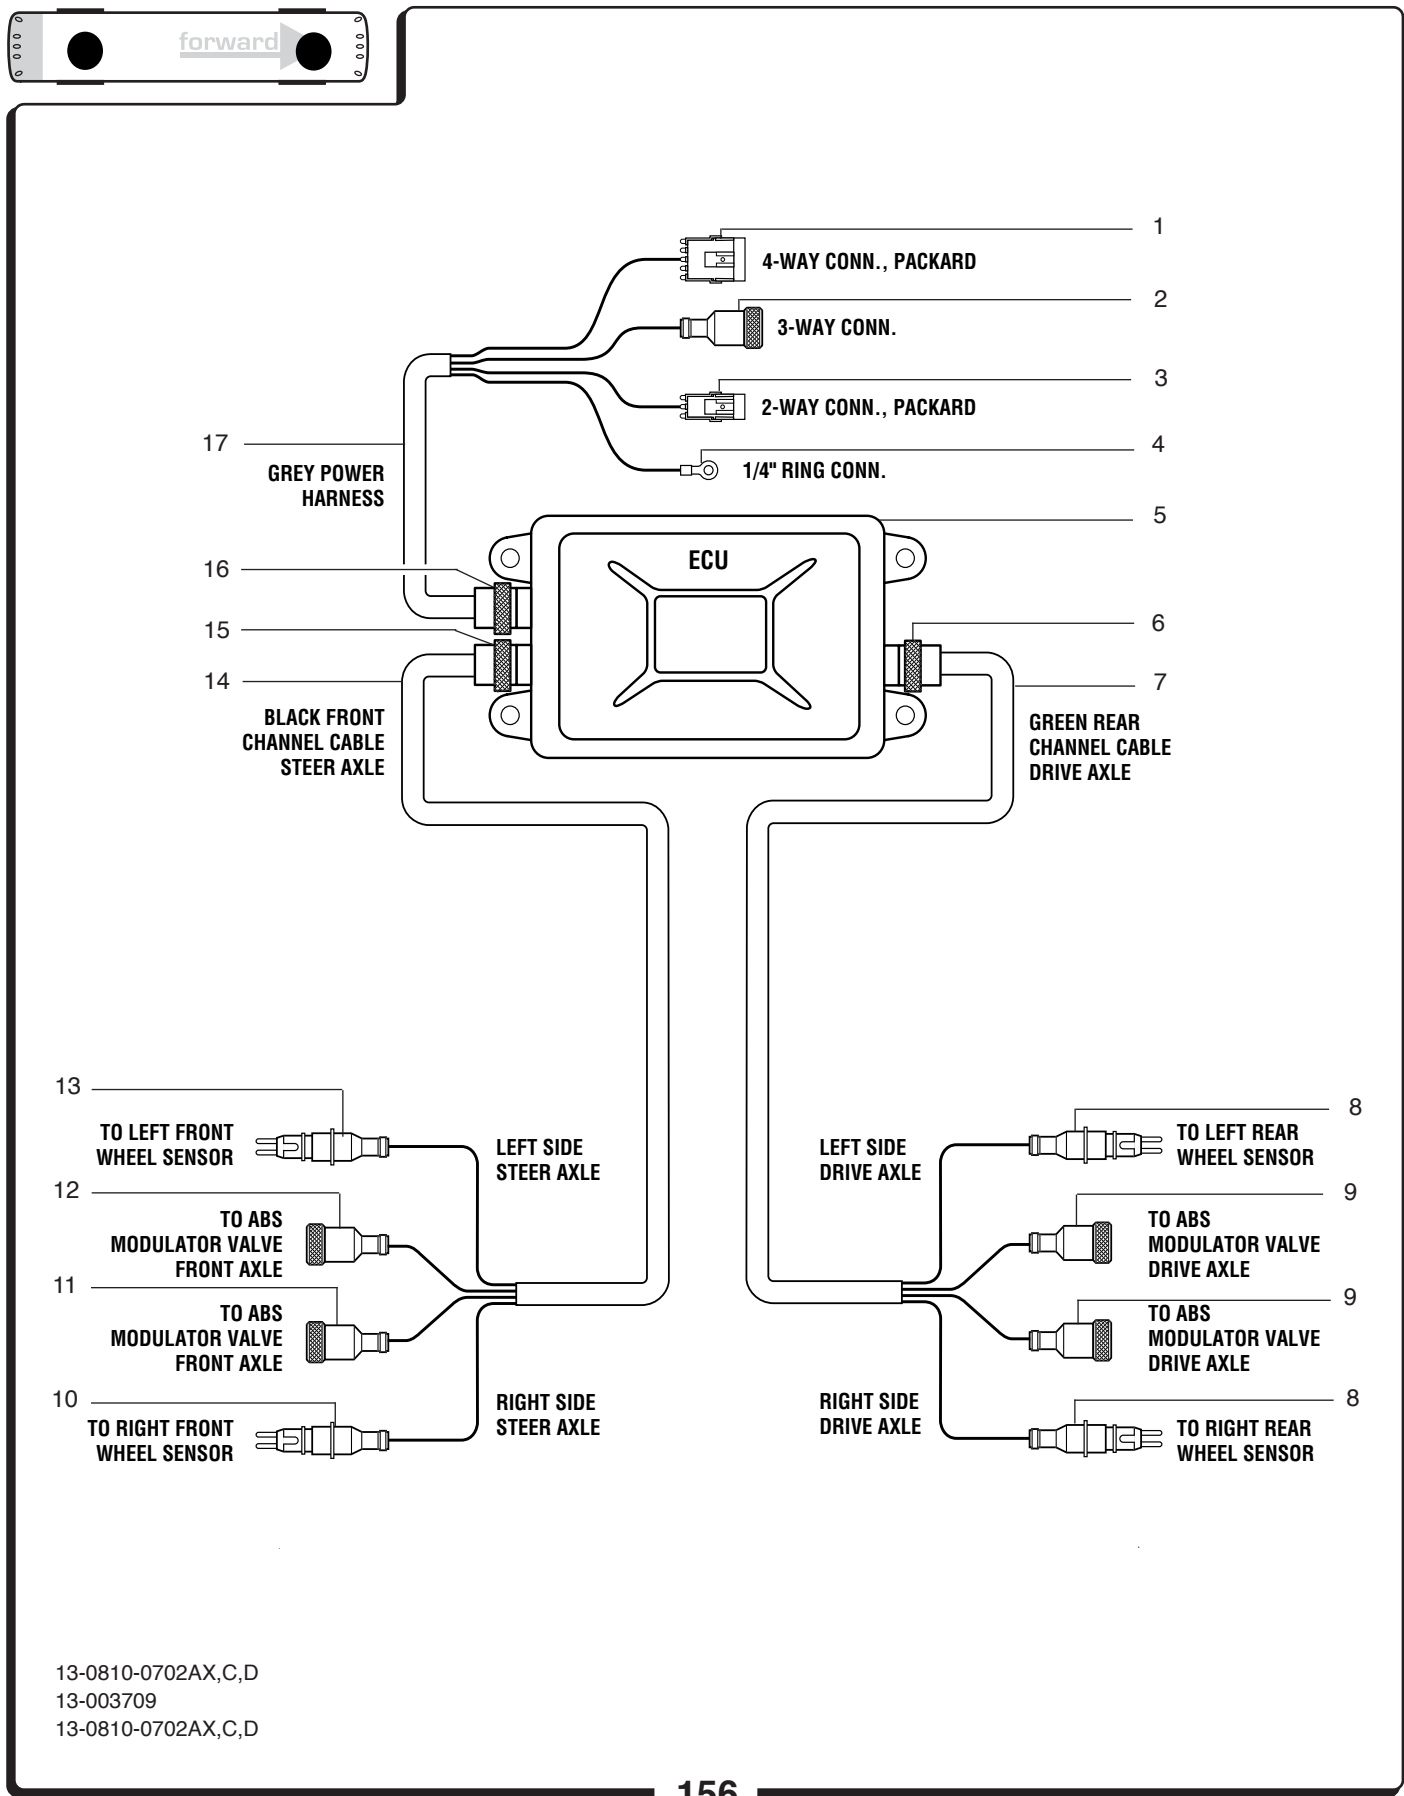 forward
1
4-WAY CONN., PACKARD
2
3-WAY CONN.
3
2-WAY CONN., PACKARD
4
1/4" RING CONN.
17
GREY POWER
HARNESS
5
ECU
16
15
14
BLACK FRONT
CHANNEL CABLE
STEER AXLE
6
7
GREEN REAR
CHANNEL CABLE
DRIVE AXLE
13
TO LEFT FRONT
WHEEL SENSOR
LEFT SIDE
STEER AXLE
12
TO ABS
MODULATOR VALVE
FRONT AXLE
11
TO ABS
MODULATOR VALVE
FRONT AXLE
10
TO RIGHT FRONT
WHEEL SENSOR
RIGHT SIDE
STEER AXLE
LEFT SIDE
DRIVE AXLE
8
TO LEFT REAR
WHEEL SENSOR
9
TO ABS
MODULATOR VALVE
DRIVE AXLE
9
TO ABS
MODULATOR VALVE
DRIVE AXLE
RIGHT SIDE
DRIVE AXLE
8
TO RIGHT REAR
WHEEL SENSOR
13-0810-0702AX,C,D
13-003709
13-0810-0702AX,C,D
156